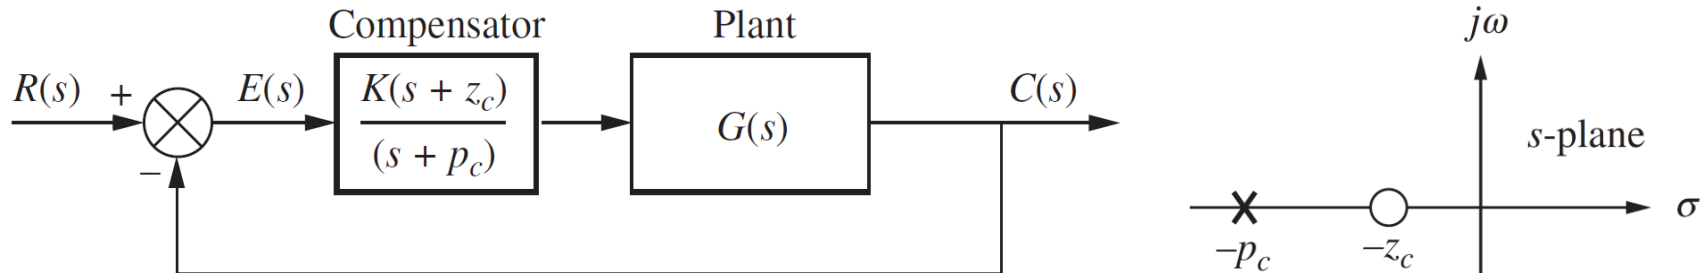 Compensator
Plant
jω
R(s)
+
E(s)
K(s + z_c)
(s + p_c)
G(s)
C(s)
s-plane
−
σ
−p_c
−z_c